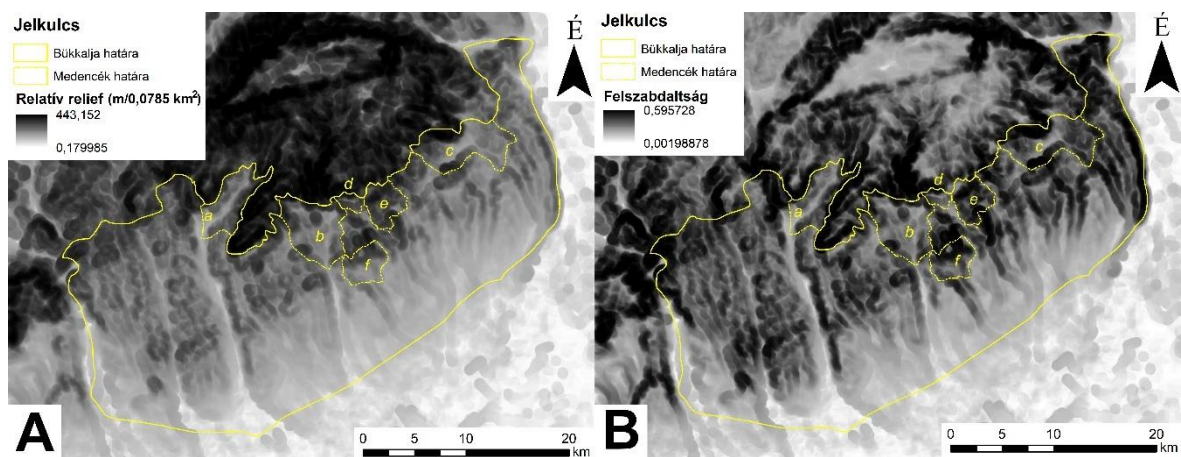 Jelkulcs
Bükkalja határa
Medencék határa
Relatív relief (m/0,0785 km²)
443,152
0,179985
É
a
b
c
d
e
f
A
0 5 10 20
km
Jelkulcs
Bükkalja határa
Medencék határa
Felszabdaltság
0,595728
0,00198878
É
a
b
c
d
e
f
B
0 5 10 20
km